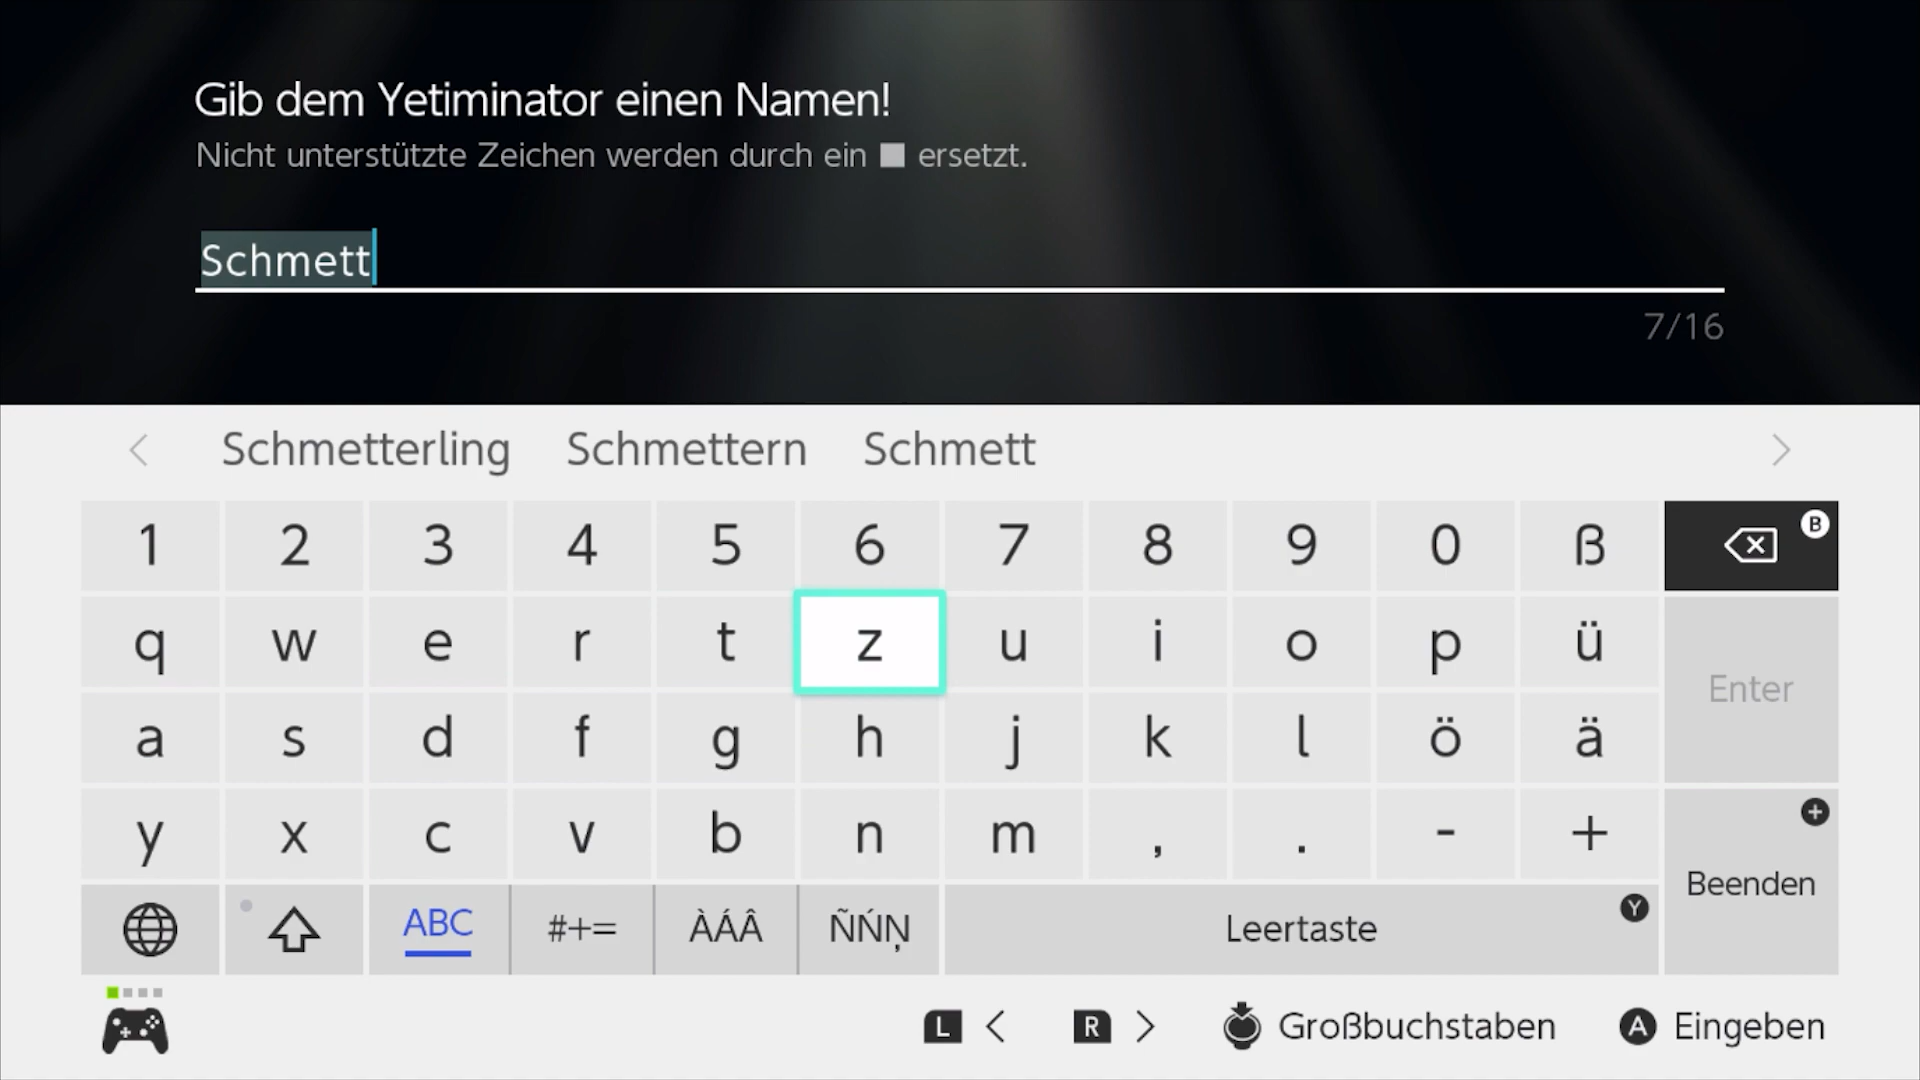 Gib dem Yetiminator einen Namen!
Nicht unterstützte Zeichen werden durch ein ■ ersetzt.
Schmett
7/16
< Schmetterling Schmettern Schmett >
1 2 3 4 5 6 7 8 9 0 ß B
q w e r t z u i o p ü
Enter
a s d f g h j k l ö ä
y x c v b n m , . - + +
Beenden
ABC #+= ÀÁÂ ÑŃŅ Leertaste Y
L < R > Großbuchstaben A Eingeben